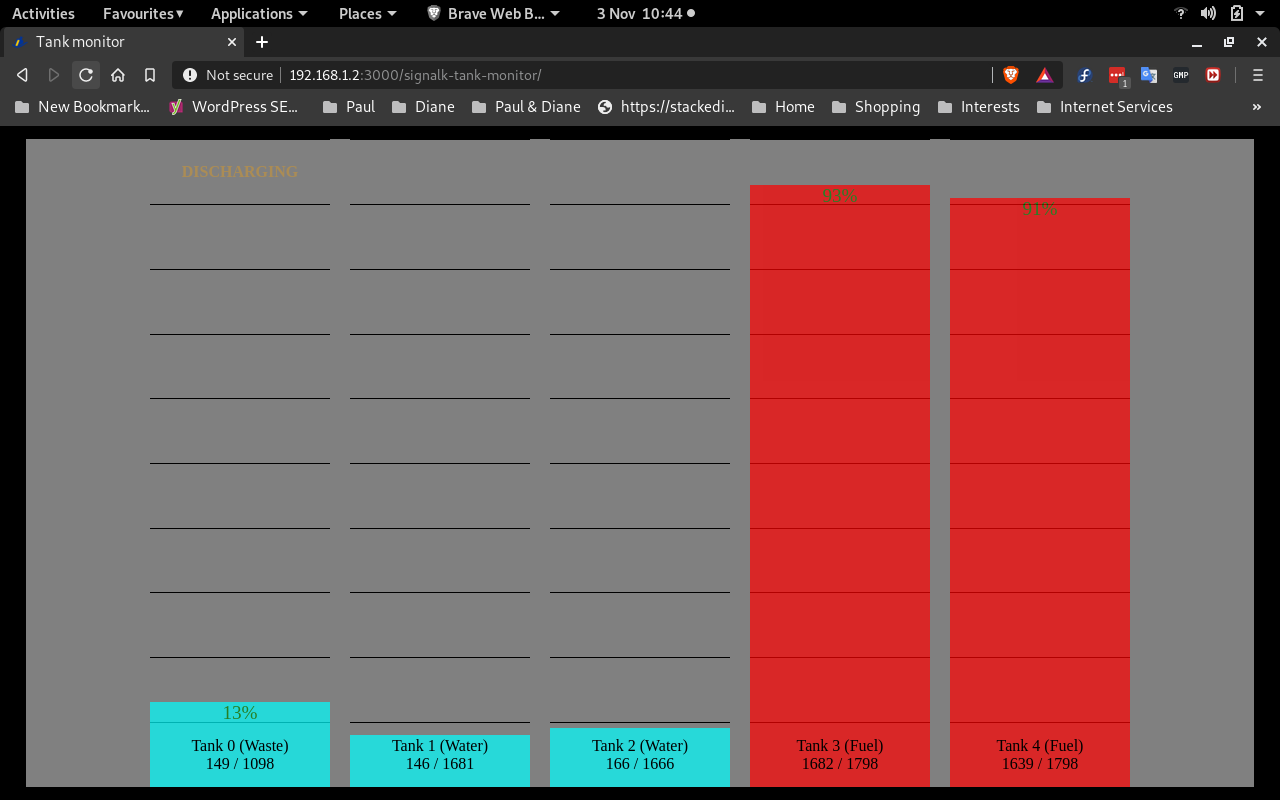 Activities Favourites▾ Applications Places Brave Web B... 3 Nov 10:44
Tank monitor
Not secure 192.168.1.2:3000/signalk-tank-monitor/ 1 GMP
New Bookmark... WordPress SE... Paul Diane Paul & Diane https://stackedi... Home Shopping Interests Internet Services »
DISCHARGING
93%
91%
13%
Tank 0 (Waste) Tank 1 (Water) Tank 2 (Water) Tank 3 (Fuel) Tank 4 (Fuel)
149 / 1098 146 / 1681 166 / 1666 1682 / 1798 1639 / 1798